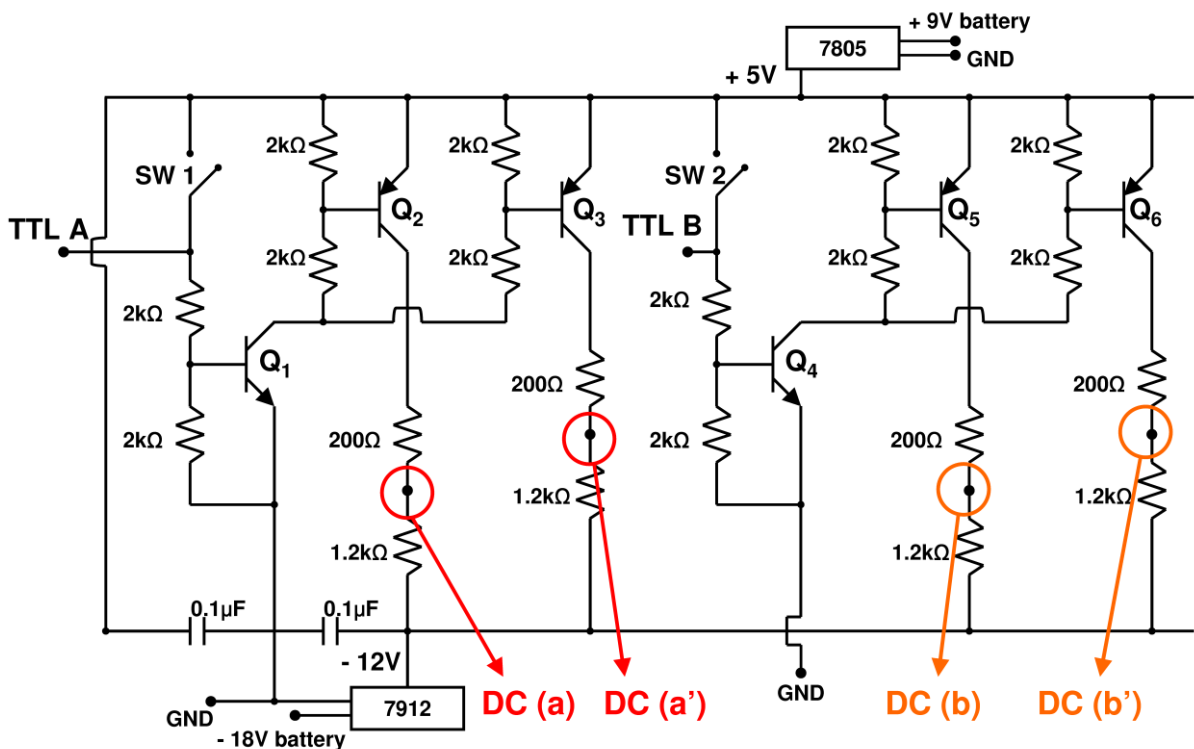 + 9V battery
7805
GND
+ 5V
2kΩ
2kΩ
2kΩ
2kΩ
SW 1
SW 2
Q2
Q3
Q5
Q6
TTL A
TTL B
2kΩ
2kΩ
2kΩ
2kΩ
2kΩ
2kΩ
Q1
Q4
200Ω
200Ω
2kΩ
200Ω
2kΩ
200Ω
1.2kΩ
1.2kΩ
1.2kΩ
1.2kΩ
0.1µF
0.1µF
- 12V
DC (a)
DC (a’)
DC (b)
DC (b’)
GND
7912
GND
- 18V battery